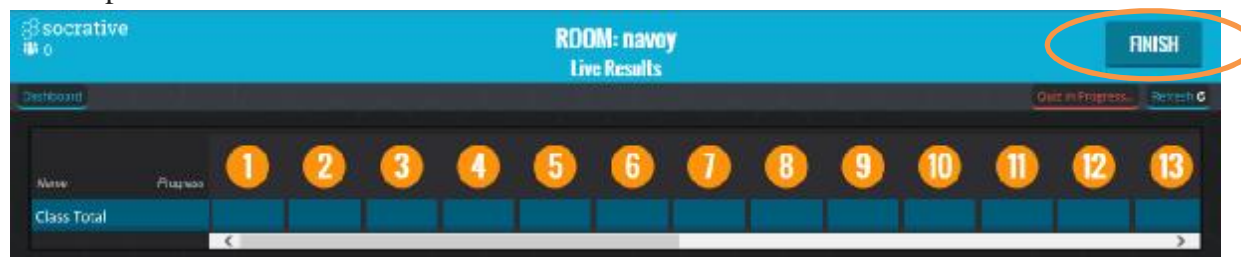 socrative
0
ROOM: navoy
Live Results
FINISH
Dashboard
Quiz in Progress...
Refresh
Name Progress 1 2 3 4 5 6 7 8 9 10 11 12 13
Class Total